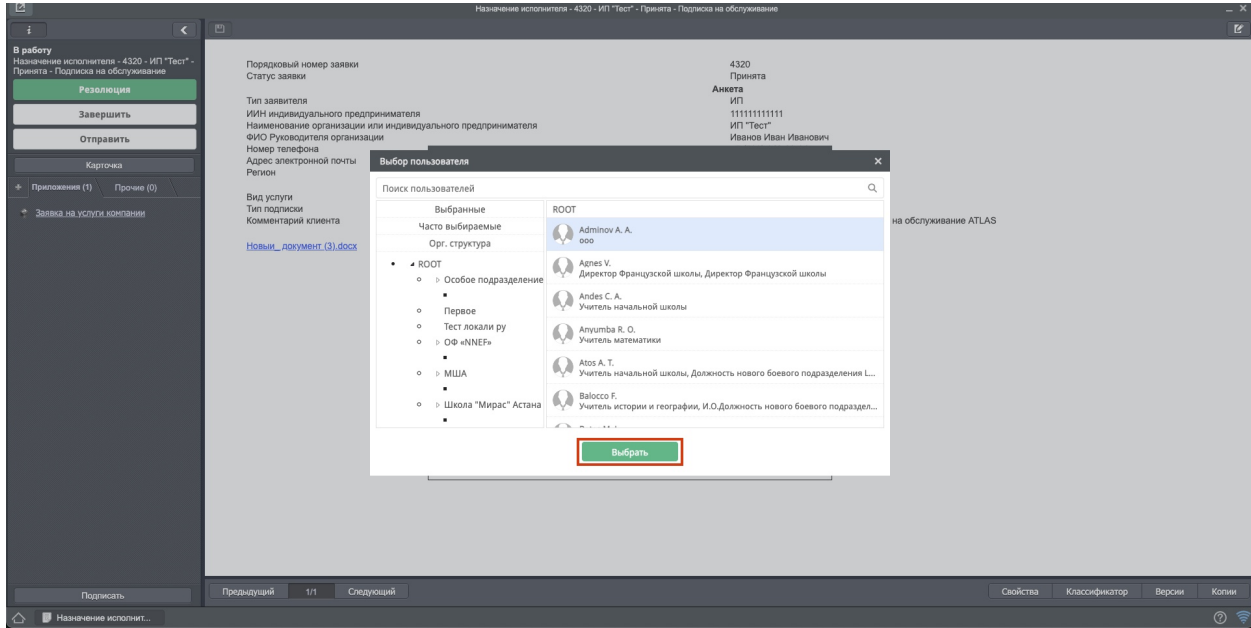 Назначение исполнителя - 4320 - ИП "Тест" - Принята - Подписка на обслуживание
В работу
Назначение исполнителя - 4320 - ИП "Тест" -
Принята - Подписка на обслуживание
Резолюция
Завершить
Отправить
Карточка
Приложения (1)
Прочие (0)
Заявка на услуги компании
Подписать
Порядковый номер заявки 4320
Статус заявки Принята
Анкета
Тип заявителя ИП
ИИН индивидуального предпринимателя 111111111111
Наименование организации или индивидуального предпринимателя ИП "Тест"
ФИО Руководителя организации Иванов Иван Иванович
Номер телефона
Адрес электронной почты
Регион
Вид услуги
Тип подписки
Комментарий клиента на обслуживание ATLAS
Новыи_ документ (3).docx
Выбор пользователя
Поиск пользователей
Выбранные
Часто выбираемые
Орг. структура
ROOT
Особое подразделение
Первое
Тест локали ру
ОФ «NNEF»
МША
Школа "Мирас" Астана
ROOT
Adminov A. A.
ооо
Agnes V.
Директор Французской школы, Директор Французской школы
Andes C. A.
Учитель начальной школы
Anyumba R. O.
Учитель математики
Atos A. T.
Учитель начальной школы, Должность нового боевого подразделения L...
Balocco F.
Учитель истории и географии, И.О.Должность нового боевого подраздел...
Выбрать
Предыдущий 1/1 Следующий
Свойства Классификатор Версии Копии
Назначение исполнит...